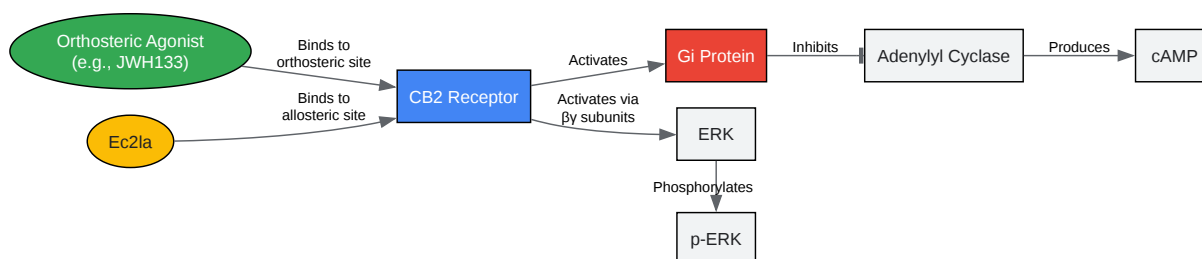 Orthosteric Agonist
(e.g., JWH133)
Binds to
orthosteric site
Ec2la
Binds to
allosteric site
CB2 Receptor
Activates
Gi Protein
Inhibits
Adenylyl Cyclase
Produces
cAMP
Activates via
βγ subunits
ERK
Phosphorylates
p-ERK